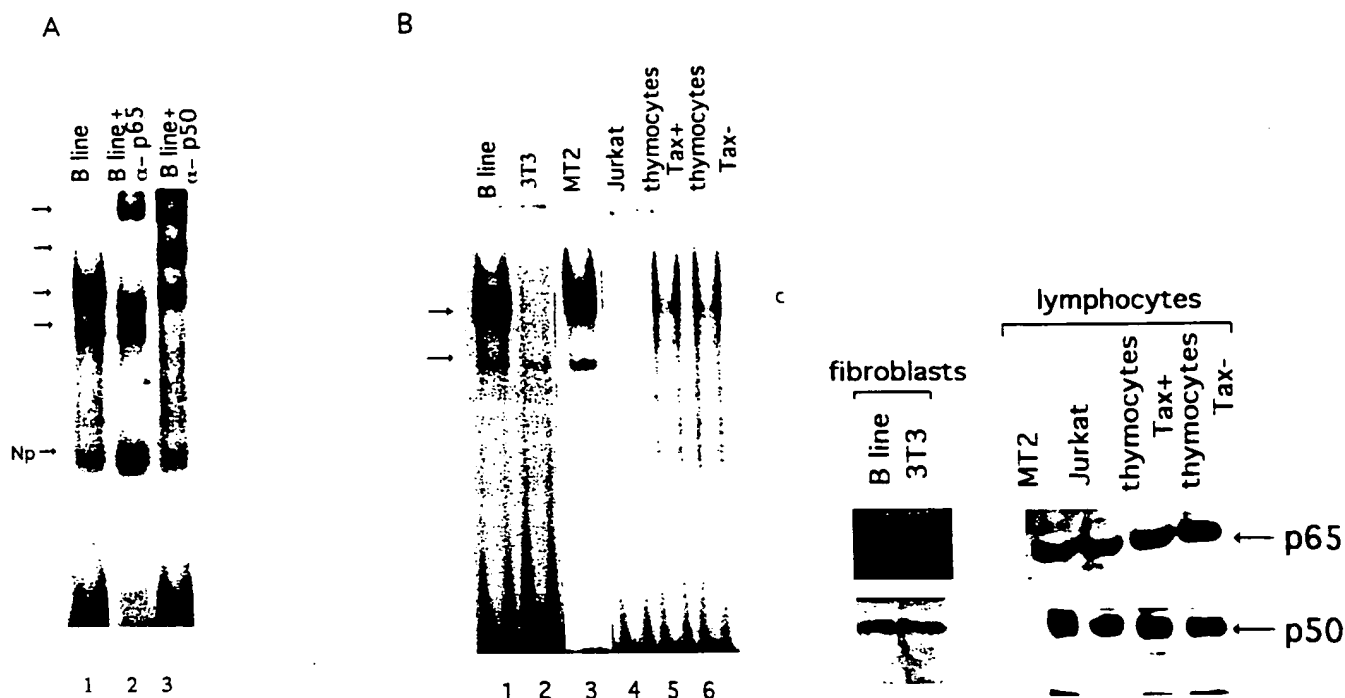 A
B line
B line+
α- p65
B line+
α- p50
Np
1 2 3
B
B line
3T3
MT2
Jurkat
thymocytes
Tax+
thymocytes
Tax-
1 2 3 4 5 6
c
fibroblasts
B line
3T3
lymphocytes
MT2
Jurkat
thymocytes
Tax+
thymocytes
Tax-
p65
p50